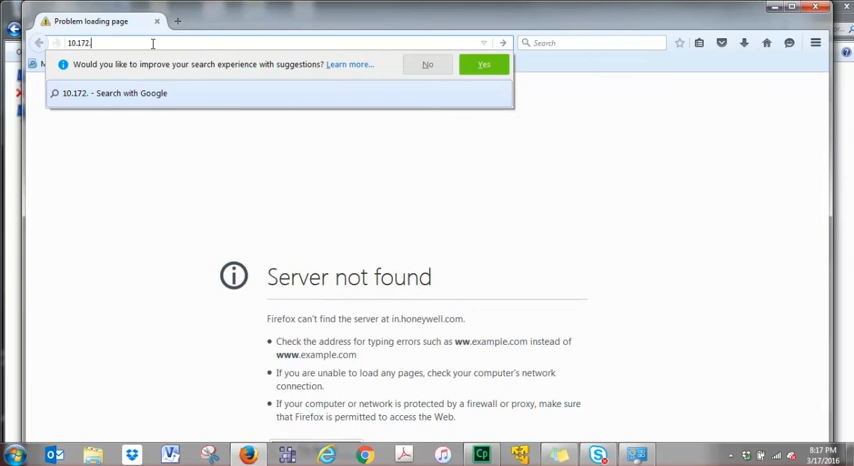 Problem loading page
10.172.
Search
Would you like to improve your search experience with suggestions? Learn more... No Yes
10.172. - Search with Google
Server not found
Firefox can't find the server at in.honeywell.com.
Check the address for typing errors such as ww.example.com instead of
www.example.com
If you are unable to load any pages, check your computer's network
connection.
If your computer or network is protected by a firewall or proxy, make sure
that Firefox is permitted to access the Web.
8:17 PM
3/17/2016